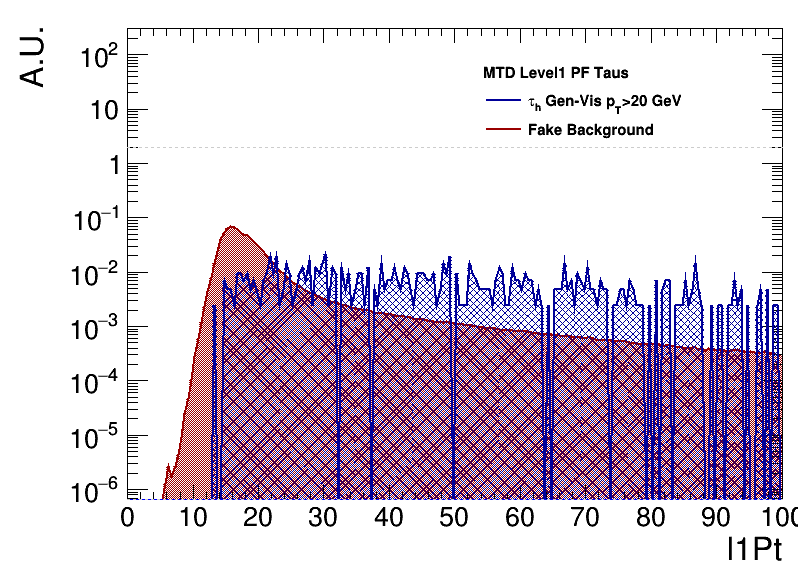 A.U.
10²
10
1
10⁻¹
10⁻²
10⁻³
10⁻⁴
10⁻⁵
10⁻⁶
MTD Level1 PF Taus
τₕ Gen-Vis p_T>20 GeV
Fake Background
0 10 20 30 40 50 60 70 80 90 100
l1Pt